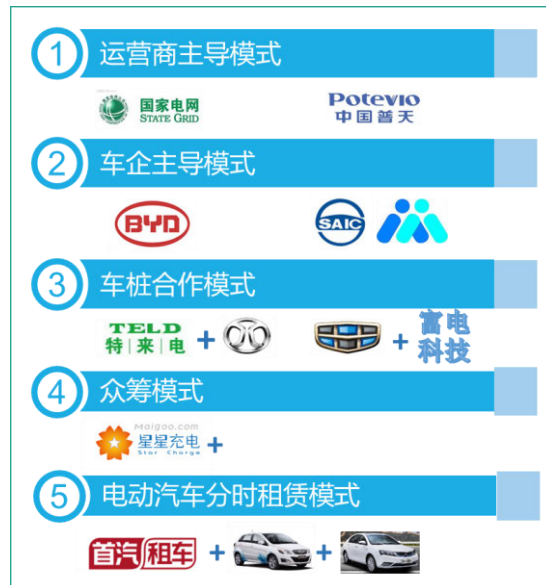 1 运营商主导模式
国家电网
STATE GRID
POTEVIO
中国普天
2 车企主导模式
BYD
SAIC
3 车桩合作模式
TELD
特|来|电
+
+
富电
科技
4 众筹模式
Maigoo.com
星星充电
Star Charge
+
5 电动汽车分时租赁模式
首汽租车
+
+